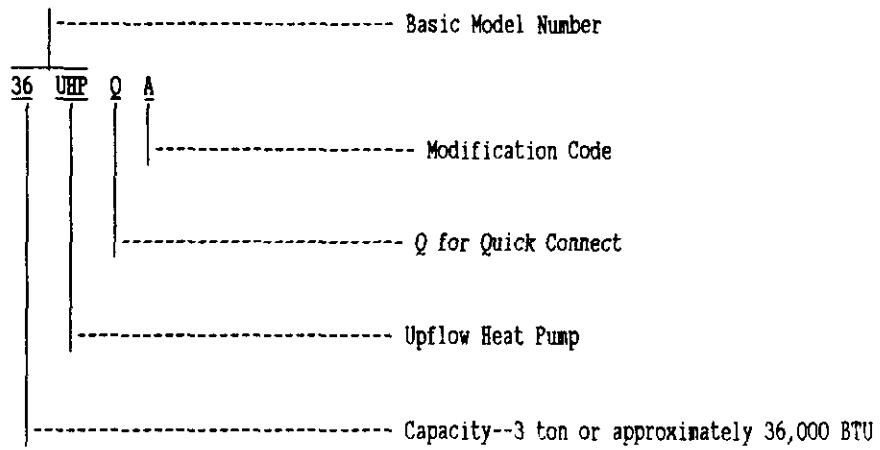 Basic Model Number
36 UHP Q A
Modification Code
Q for Quick Connect
Upflow Heat Pump
Capacity--3 ton or approximately 36,000 BTU